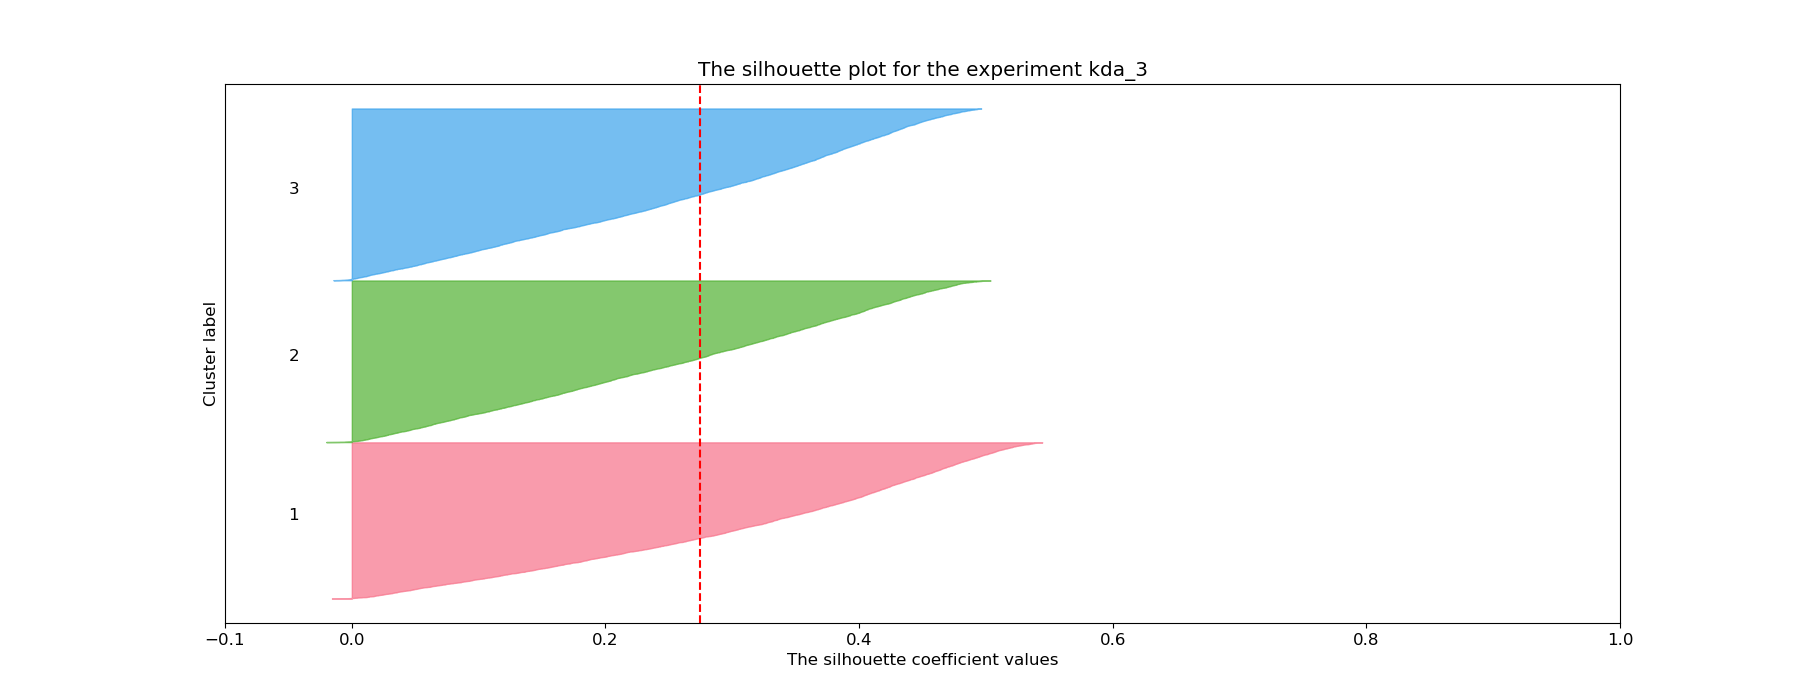 The silhouette plot for the experiment kda_3
3
2
1
Cluster label
−0.1 0.0 0.2 0.4 0.6 0.8 1.0
The silhouette coefficient values